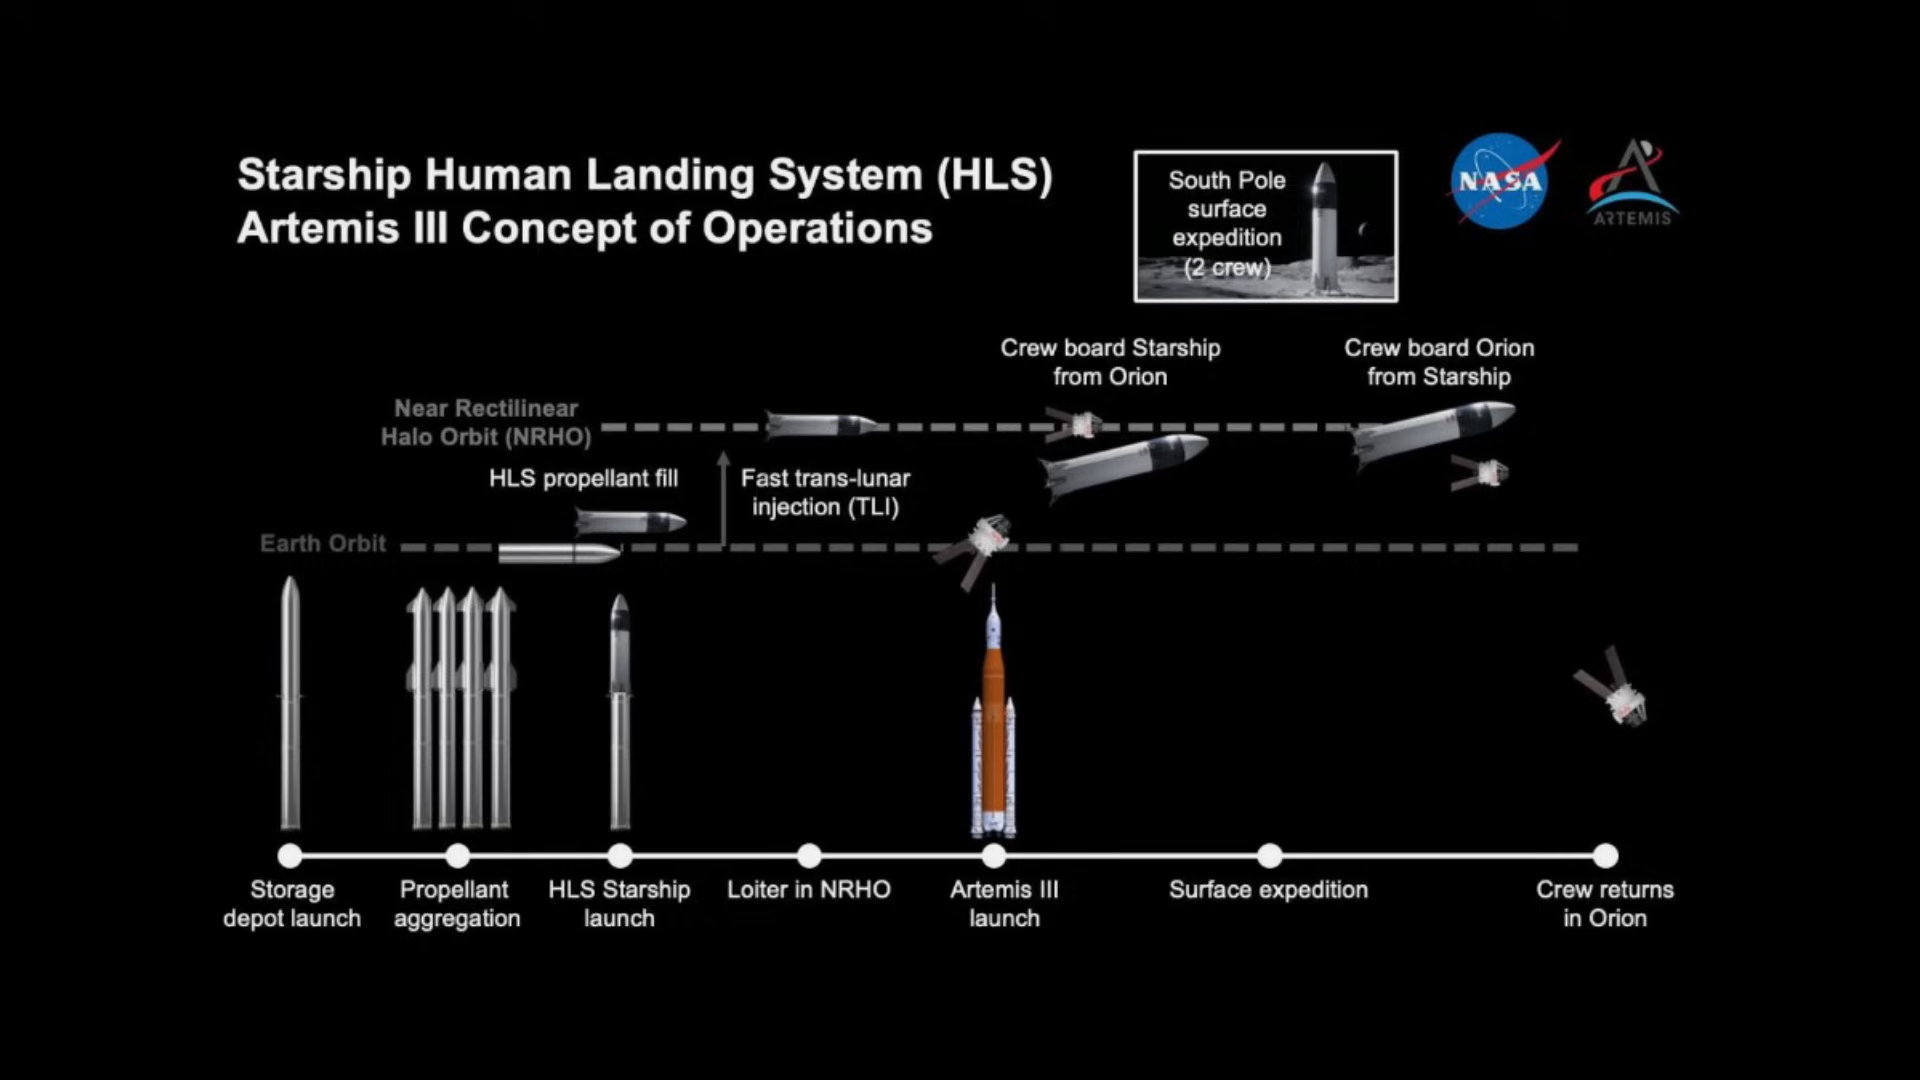 Starship Human Landing System (HLS)
Artemis III Concept of Operations
South Pole
surface
expedition
(2 crew)
NASA
ARTEMIS
Crew board Starship
from Orion
Crew board Orion
from Starship
Near Rectilinear
Halo Orbit (NRHO)
HLS propellant fill
Fast trans-lunar
injection (TLI)
Earth Orbit
Storage
depot launch
Propellant
aggregation
HLS Starship
launch
Loiter in NRHO
Artemis III
launch
Surface expedition
Crew returns
in Orion